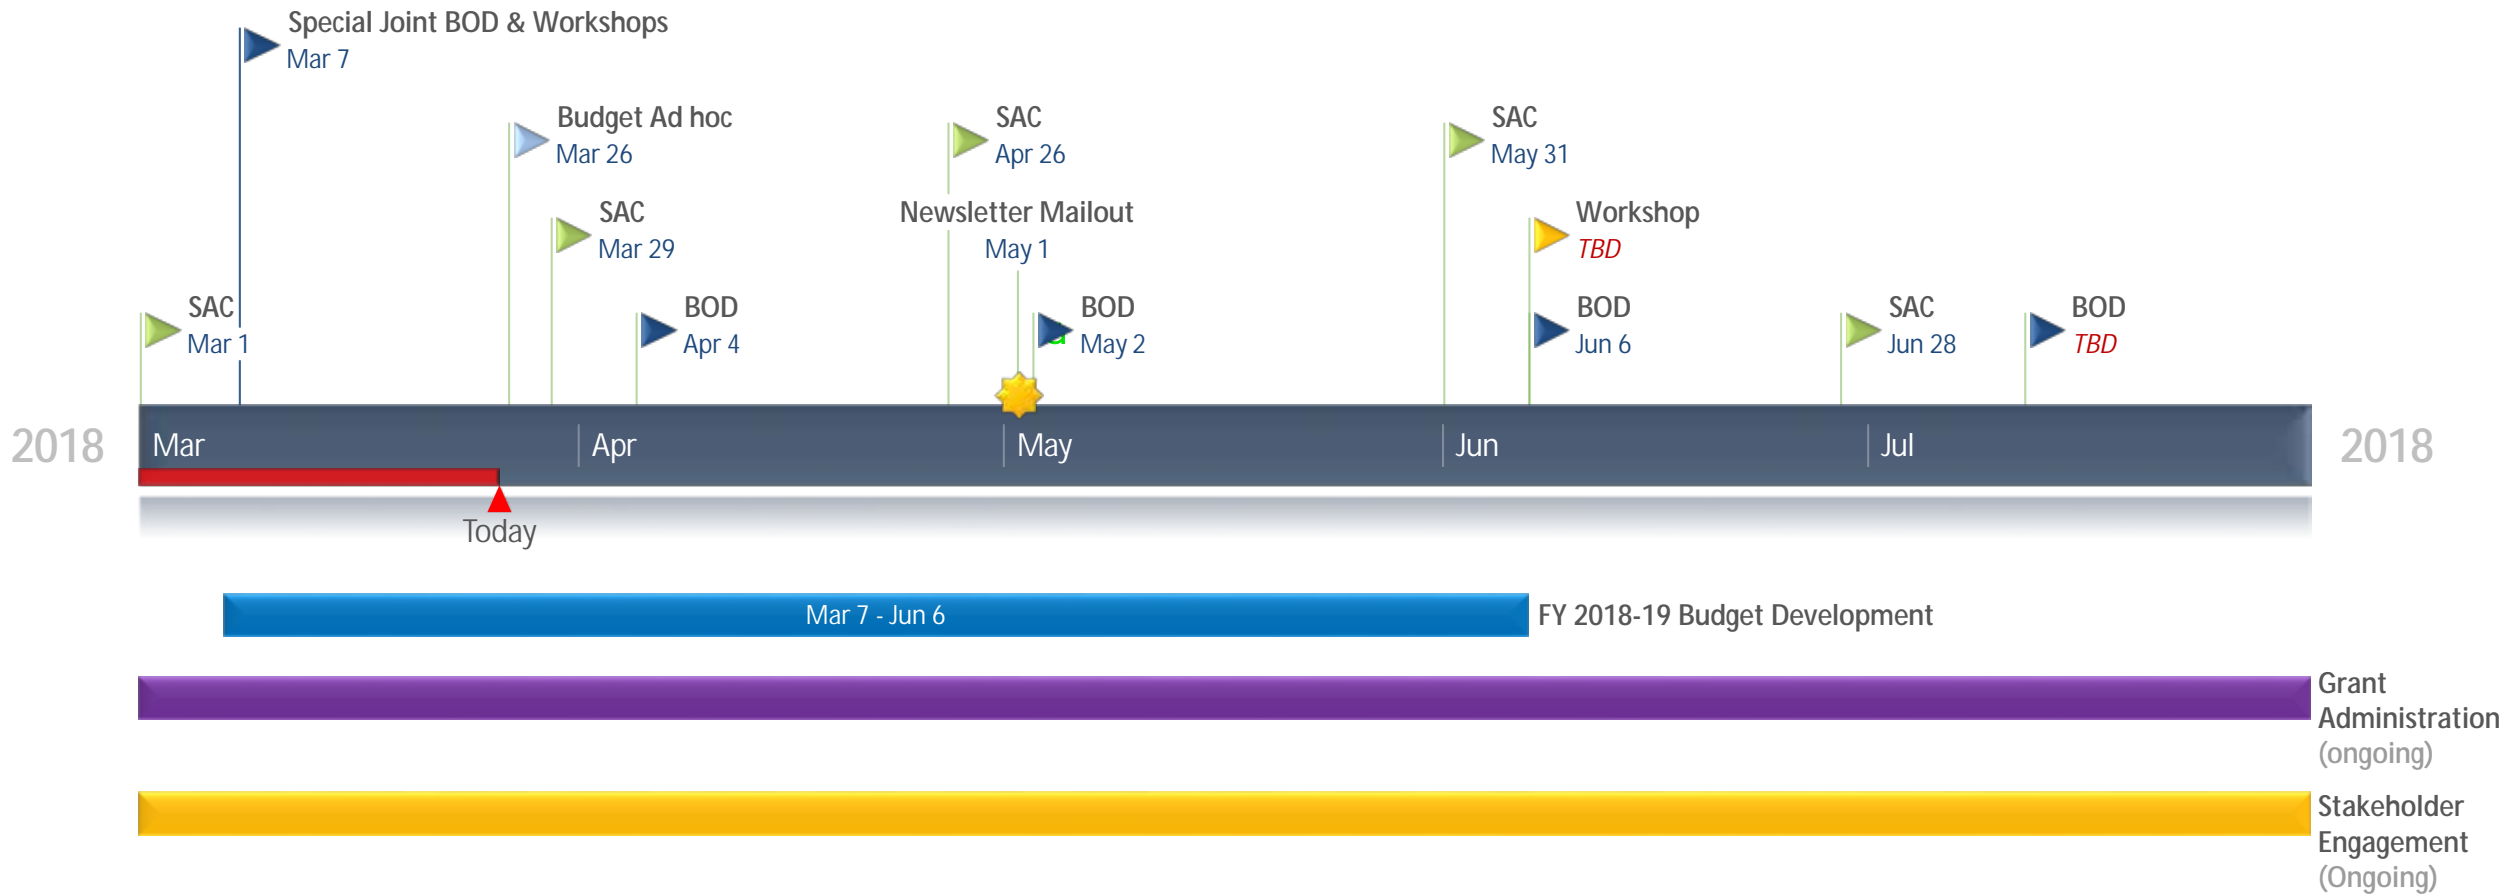 Special Joint BOD & Workshops
Mar 7
Budget Ad hoc
Mar 26
SAC
Apr 26
SAC
May 31
SAC
Mar 29
Newsletter Mailout
May 1
Workshop
TBD
SAC
Mar 1
BOD
Apr 4
BOD
May 2
BOD
Jun 6
SAC
Jun 28
BOD
TBD
2018
Mar
Apr
May
Jun
Jul
2018
Today
Mar 7 - Jun 6
FY 2018-19 Budget Development
Grant
Administration
(ongoing)
Stakeholder
Engagement
(Ongoing)